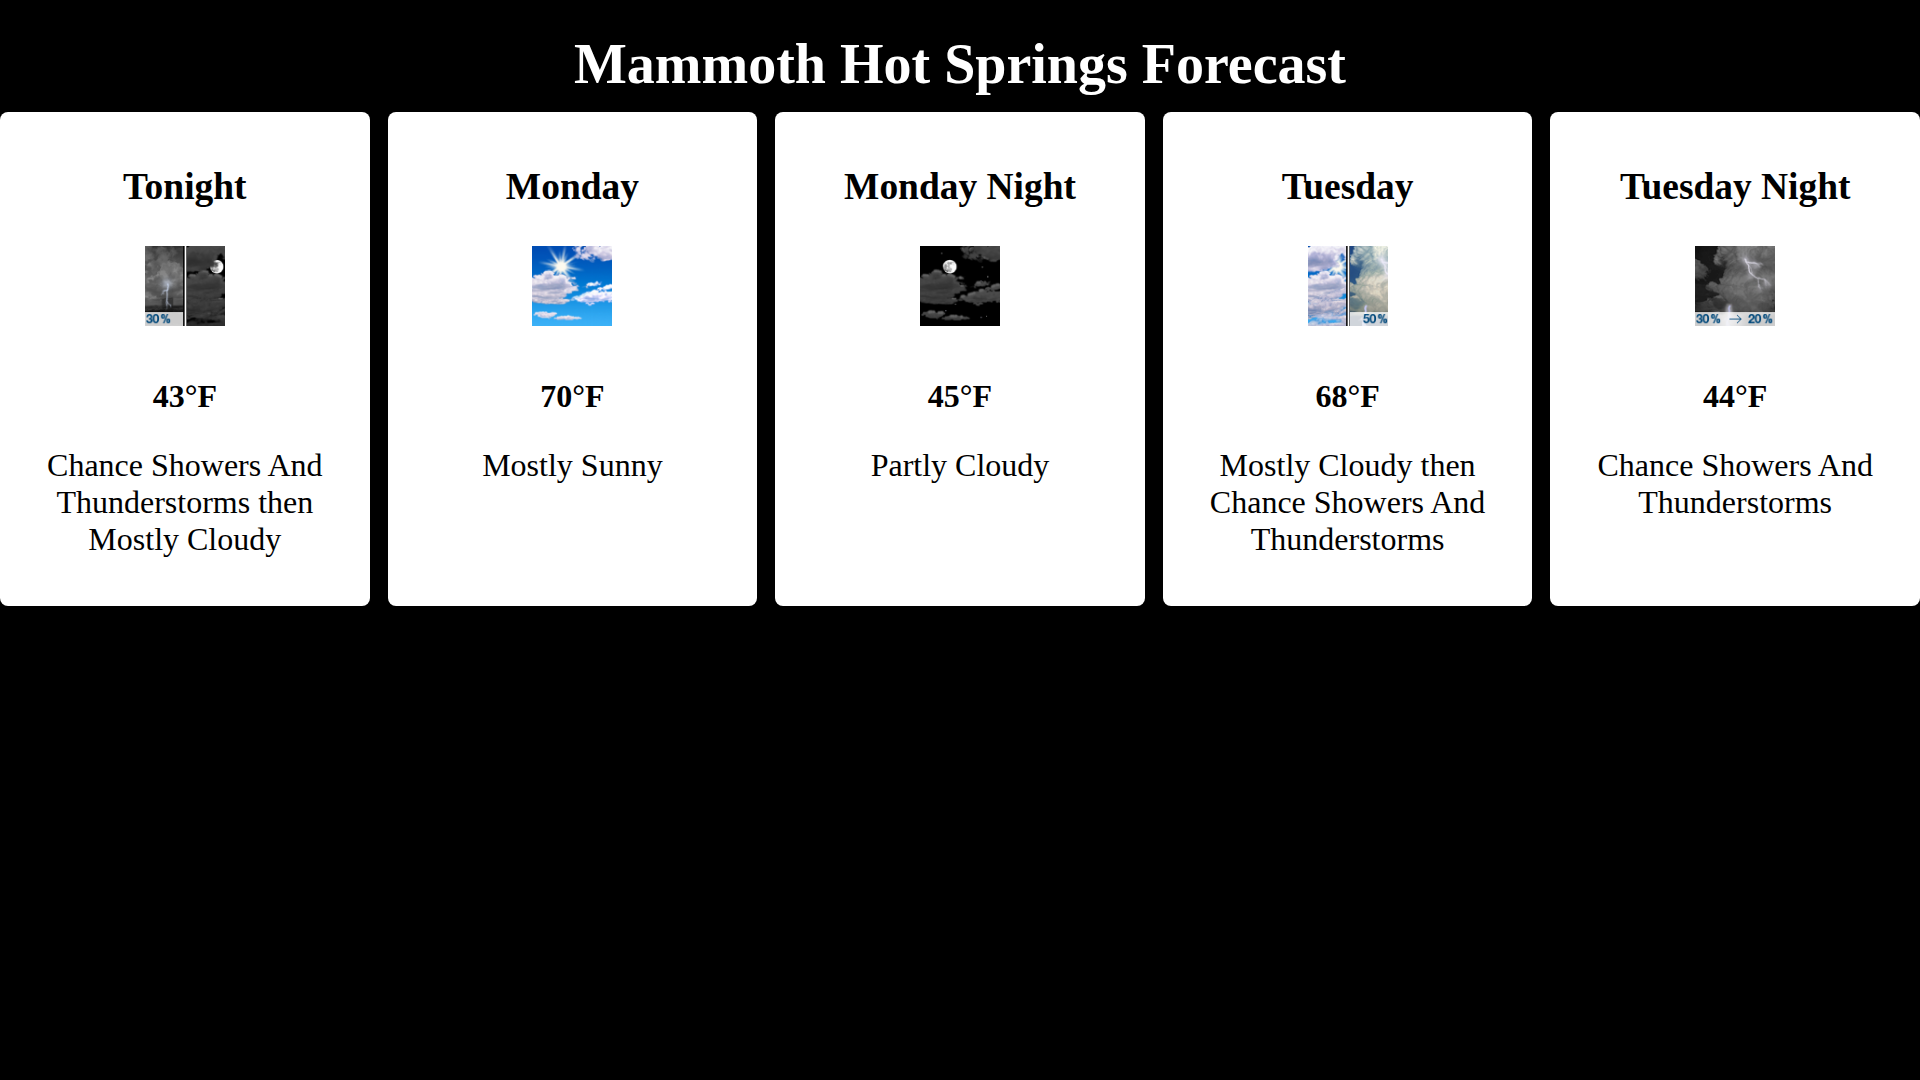 Mammoth Hot Springs Forecast
Tonight
30%
43°F
Chance Showers And
Thunderstorms then
Mostly Cloudy
Monday
70°F
Mostly Sunny
Monday Night
45°F
Partly Cloudy
Tuesday
50%
68°F
Mostly Cloudy then
Chance Showers And
Thunderstorms
Tuesday Night
30% → 20%
44°F
Chance Showers And
Thunderstorms